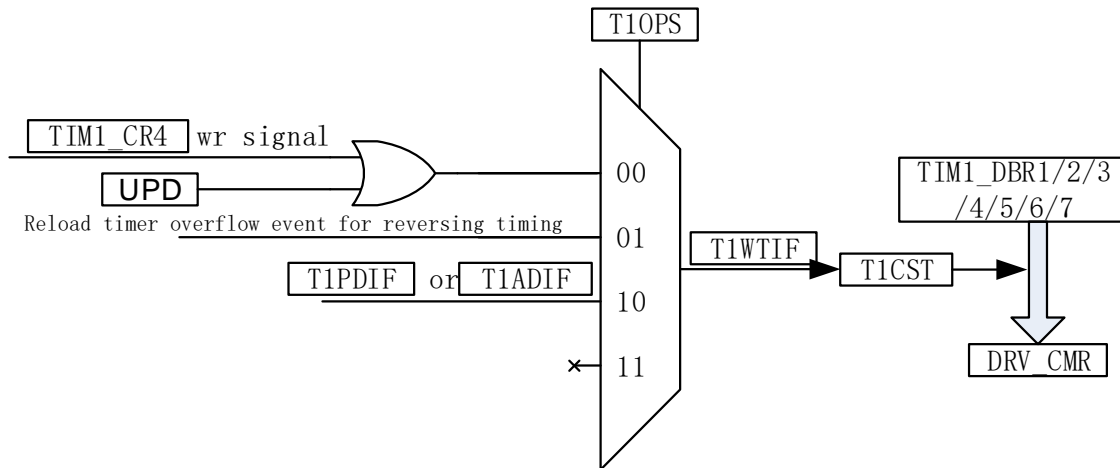 T1OPS
TIM1_CR4 wr signal
UPD
00
Reload timer overflow event for reversing timing
01
T1PDIF or T1ADIF
10
11
T1WTIF
T1CST
TIM1_DBR1/2/3
/4/5/6/7
DRV_CMR